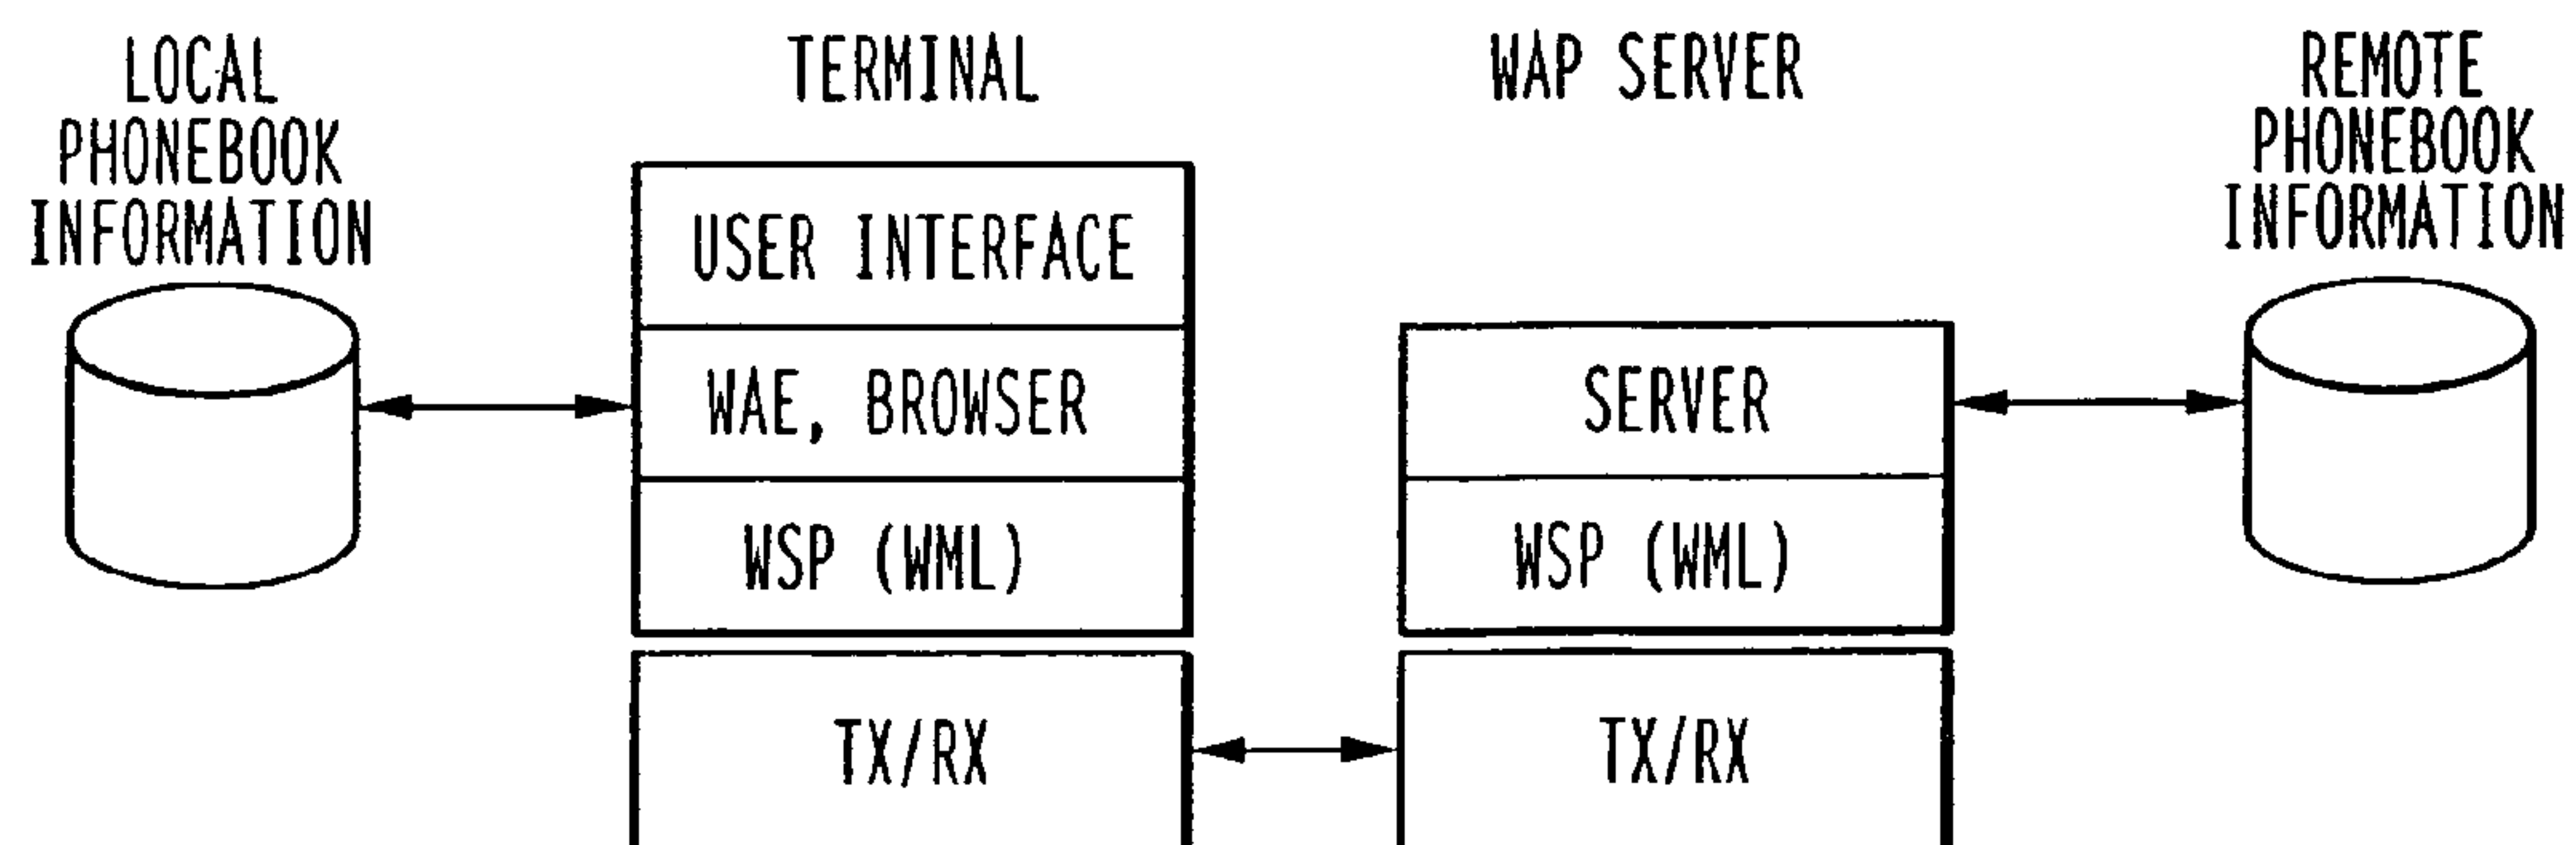 LOCAL
PHONEBOOK
INFORMATION
TERMINAL
WAP SERVER
REMOTE
PHONEBOOK
INFORMATION
USER INTERFACE
WAE, BROWSER
SERVER
WSP (WML)
WSP (WML)
TX/RX
TX/RX